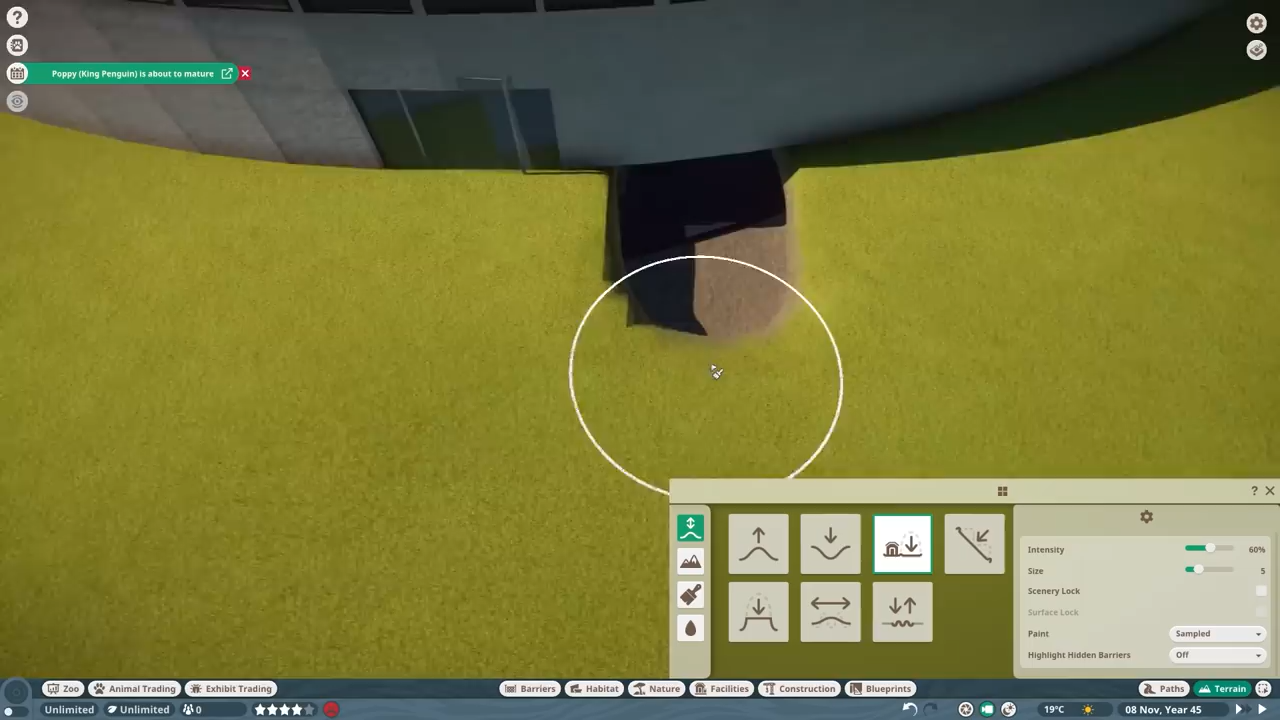 ?
Poppy (King Penguin) is about to mature
?
Intensity 60%
Size 5
Scenery Lock
Surface Lock
Paint Sampled
Highlight Hidden Barriers Off
Zoo Animal Trading Exhibit Trading Barriers Habitat Nature Facilities Construction Blueprints Paths Terrain
Unlimited Unlimited 0 19°C 08 Nov, Year 45